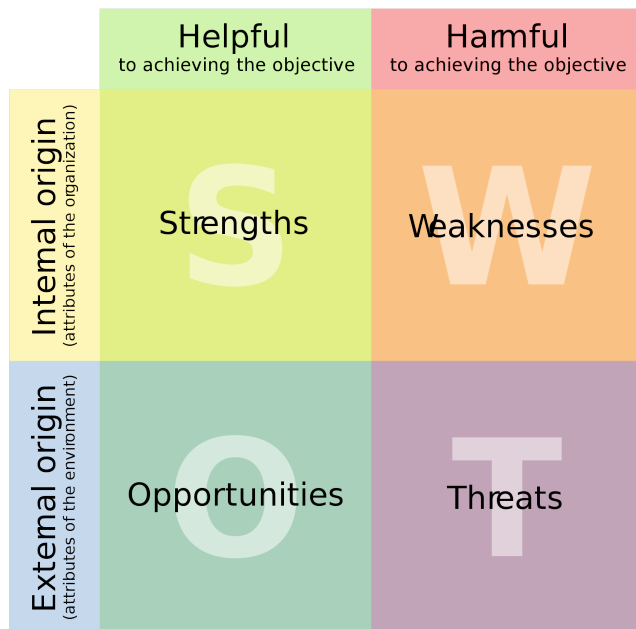 Helpful
to achieving the objective
Harmful
to achieving the objective
Internal origin
(attributes of the organization)
S
Strengths
W
Weaknesses
External origin
(attributes of the environment)
O
Opportunities
T
Threats